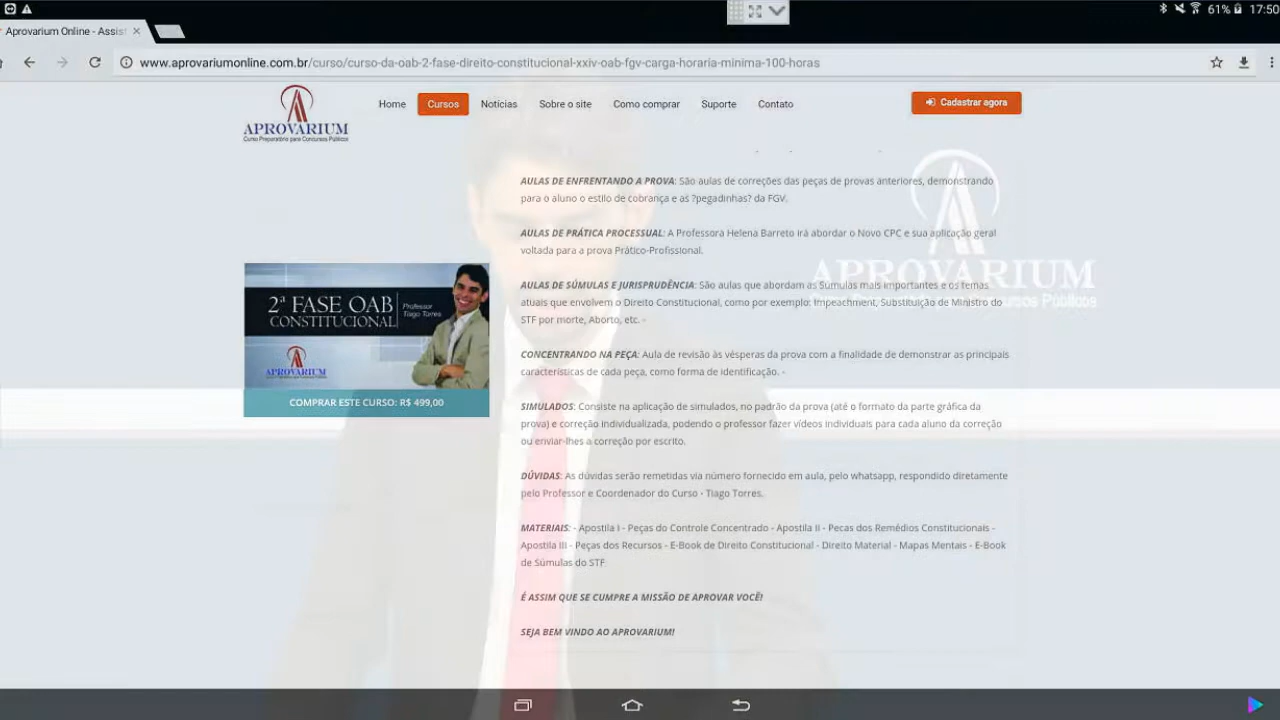 61% 17:50
Aprovarium Online - Assis
www.aprovariumonline.com.br/curso/curso-da-oab-2-fase-direito-constitucional-xxiv-oab-fgv-carga-horaria-minima-100-horas
APROVARIUM
Curso Preparatório para Concursos Públicos
Home Cursos Notícias Sobre o site Como comprar Suporte Contato
Cadastrar agora
AULAS DE ENFRENTANDO A PROVA: São aulas de correções das peças de provas anteriores, demonstrando
para o aluno o estilo de cobrança e as ?pegadinhas? da FGV.
AULAS DE PRÁTICA PROCESSUAL: A Professora Helena Barreto irá abordar o Novo CPC e sua aplicação geral
voltada para a prova Prático-Profissional.
AULAS DE SÚMULAS E JURISPRUDÊNCIA: São aulas que abordam as Súmulas mais importantes e os temas
atuais que envolvem o Direito Constitucional, como por exemplo: Impeachment, Substituição de Ministro do
STF por morte, Aborto, etc. -
CONCENTRANDO NA PEÇA: Aula de revisão às vésperas da prova com a finalidade de demonstrar as principais
características de cada peça, como forma de identificação. -
SIMULADOS: Consiste na aplicação de simulados, no padrão da prova (até o formato da parte gráfica da
prova) e correção individualizada, podendo o professor fazer vídeos individuais para cada aluno da correção
ou enviar-lhes a correção por escrito.
DÚVIDAS: As dúvidas serão remetidas via número fornecido em aula, pelo whatsapp, respondido diretamente
pelo Professor e Coordenador do Curso - Tiago Torres.
MATERIAIS: - Apostila I - Peças do Controle Concentrado - Apostila II - Pecas dos Remédios Constitucionais -
Apostila III - Peças dos Recursos - E-Book de Direito Constitucional - Direito Material - Mapas Mentais - E-Book
de Súmulas do STF
É ASSIM QUE SE CUMPRE A MISSÃO DE APROVAR VOCÊ!
SEJA BEM VINDO AO APROVARIUM!
2ª FASE OAB
CONSTITUCIONAL
Professor
Tiago Torres
APROVARIUM
COMPRAR ESTE CURSO: R$ 499,00
APROVARIUM
Públicos